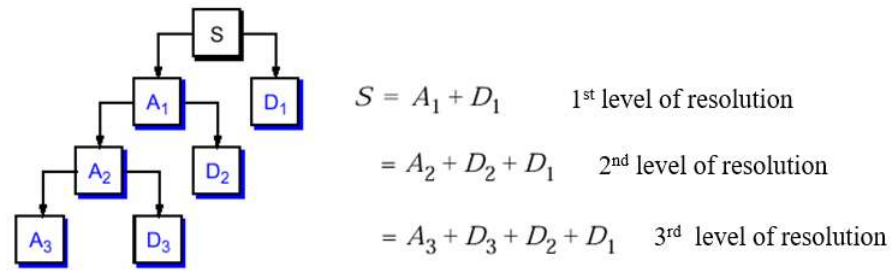 S
A₁ D₁
S = A₁ + D₁ 1ˢᵗ level of resolution
A₂ D₂
= A₂ + D₂ + D₁ 2ⁿᵈ level of resolution
A₃ D₃
= A₃ + D₃ + D₂ + D₁ 3ʳᵈ level of resolution